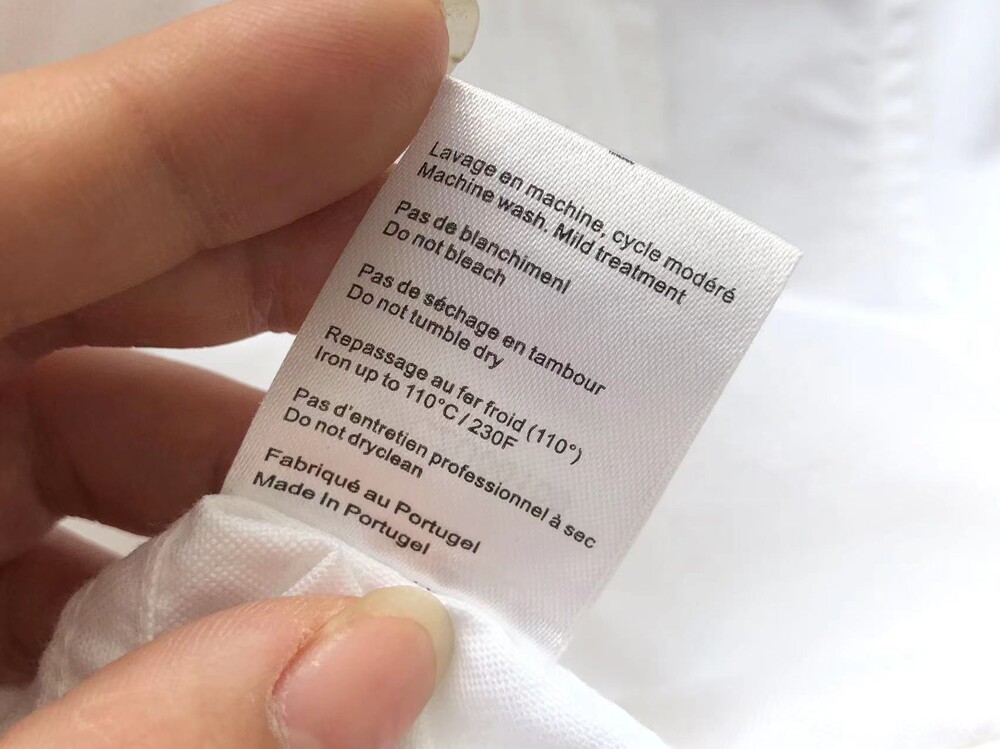 Lavage en machine, cycle modéré
Machine wash. Mild treatment
Pas de blanchimenl
Do not bleach
Pas de séchage en tambour
Do not tumble dry
Repassage au fer froid (110°)
Iron up to 110°C / 230F
Pas d'entretien professionnel à sec
Do not dryclean
Fabriqué au Portugel
Made In Portugel